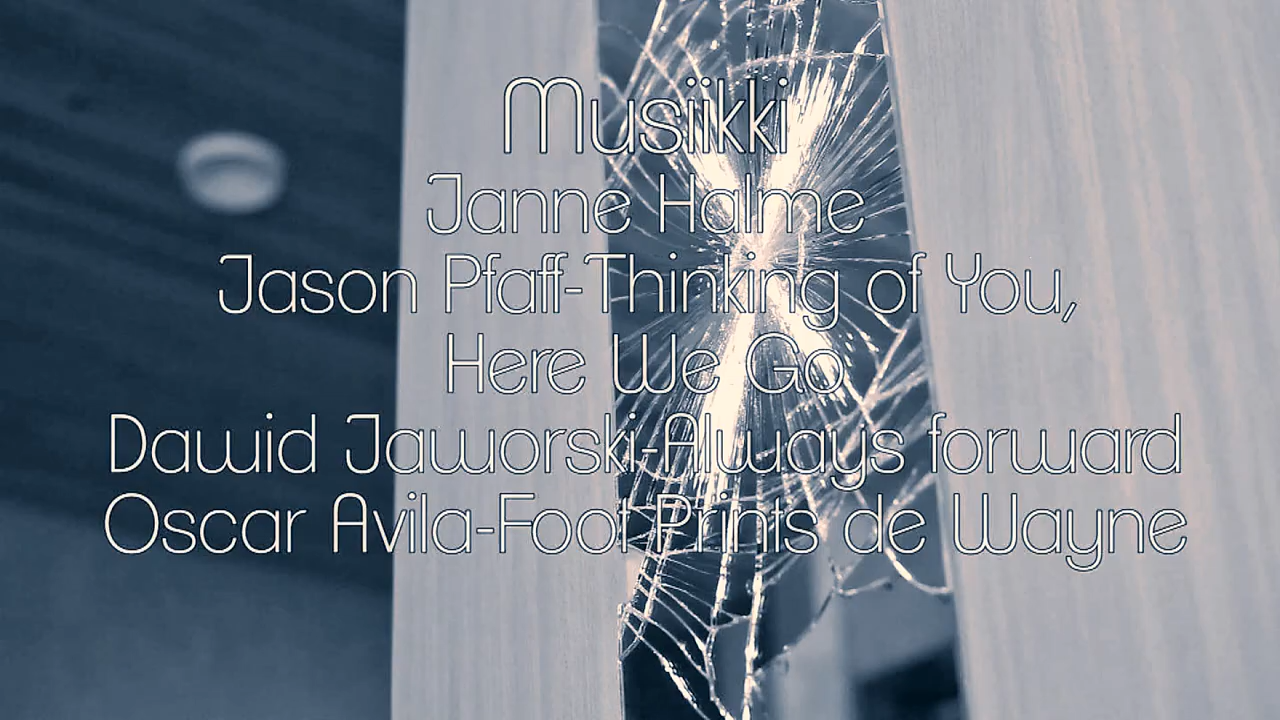 Musiikki
Janne Halme
Jason Pfaff-Thinking of You,
Here We Go
Dawid Jaworski-Always forward
Oscar Avila-Foot Prints de Wayne